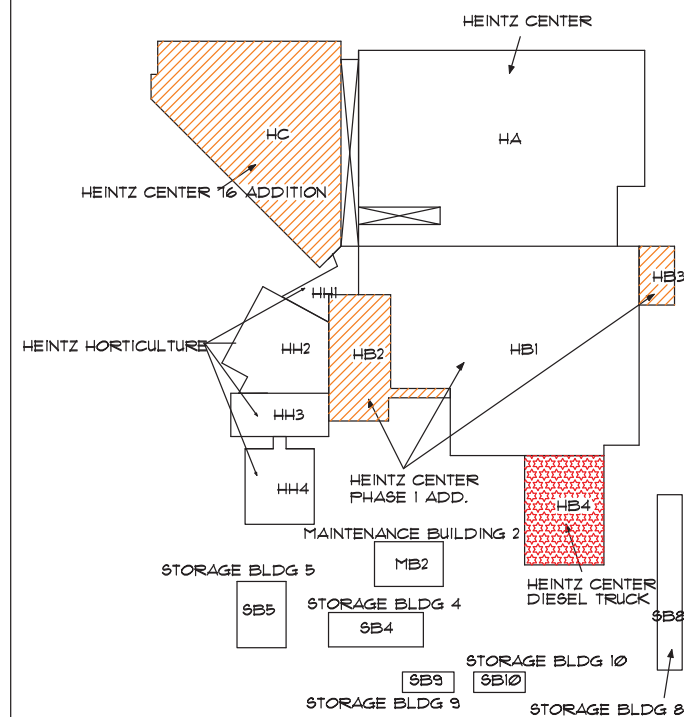 HEINTZ CENTER
HC
HA
HEINTZ CENTER '16 ADDITION
HB3
HH1
HEINTZ HORTICULTURE
HH2
HB2
HB1
HH3
HEINTZ CENTER
PHASE 1 ADD.
HH4
HB4
MAINTENANCE BUILDING 2
MB2
STORAGE BLDG 5
HEINTZ CENTER
DIESEL TRUCK
SB5
STORAGE BLDG 4
SB4
SB8
STORAGE BLDG 10
SB9
SB10
STORAGE BLDG 9
STORAGE BLDG 8